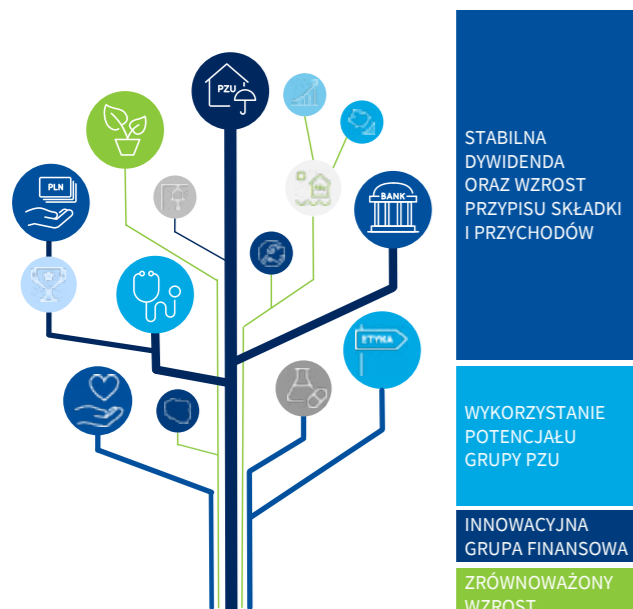 PZU
PLN
BANK
ETYKA
STABILNA
DYWIDENDA
ORAZ WZROST
PRZYPISU SKŁADKI
I PRZYCHODÓW
WYKORZYSTANIE
POTENCJAŁU
GRUPY PZU
INNOWACYJNA
GRUPA FINANSOWA
ZRÓWNOWAŻONY
WZROST